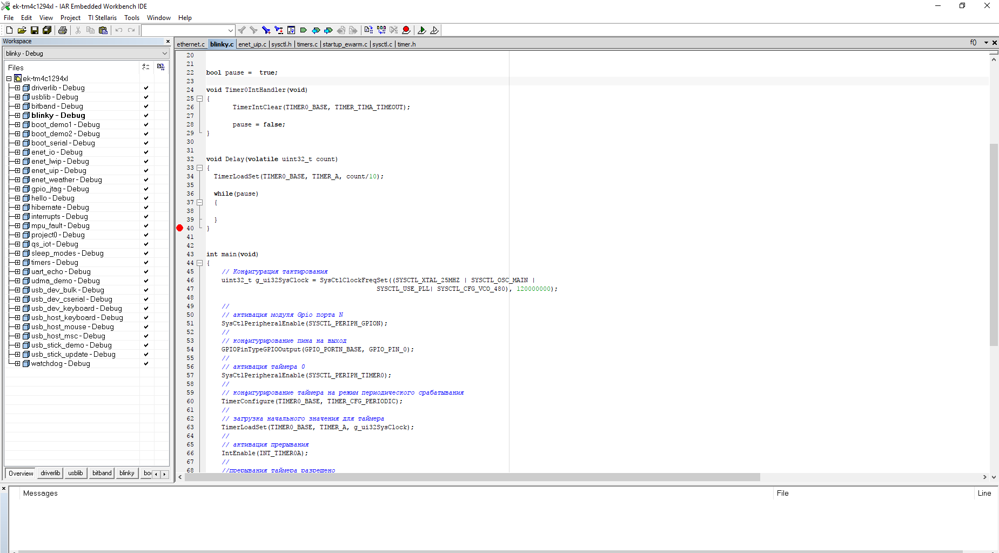 ek-tm4c1294xl - IAR Embedded Workbench IDE
File Edit View Project TI Stellaris Tools Window Help
Workspace
blinky - Debug
Files
ek-tm4c1294xl
driverlib - Debug
usblib - Debug
bitband - Debug
blinky - Debug
boot_demo1 - Debug
boot_demo2 - Debug
boot_serial - Debug
enet_io - Debug
enet_lwip - Debug
enet_uip - Debug
enet_weather - Debug
gpio_jtag - Debug
hello - Debug
hibernate - Debug
interrupts - Debug
mpu_fault - Debug
project0 - Debug
qs_iot - Debug
sleep_modes - Debug
timers - Debug
uart_echo - Debug
udma_demo - Debug
usb_dev_bulk - Debug
usb_dev_cserial - Debug
usb_dev_keyboard - Debug
usb_host_keyboard - Debug
usb_host_mouse - Debug
usb_host_msc - Debug
usb_stick_demo - Debug
usb_stick_update - Debug
watchdog - Debug
Overview driverlib usblib bitband blinky bo
ethernet.c blinky.c enet_uip.c sysctl.h timers.c startup_ewarm.c sysctl.c timer.h f()
20
21
22 bool pause =  true;
23
24 void Timer0IntHandler(void)
25 {
26 TimerIntClear(TIMER0_BASE, TIMER_TIMA_TIMEOUT);
27
28 pause = false;
29 }
30
31
32 void Delay(volatile uint32_t count)
33 {
34 TimerLoadSet(TIMER0_BASE, TIMER_A, count/10);
35
36 while(pause)
37 {
38
39 }
40 }
41
42
43 int main(void)
44 {
45 // Конфигурация тактирования
46 uint32_t g_ui32SysClock = SysCtlClockFreqSet((SYSCTL_XTAL_25MHZ | SYSCTL_OSC_MAIN |
47 SYSCTL_USE_PLL| SYSCTL_CFG_VCO_480), 120000000);
48
49 //
50 // активация модуля Gpio порта N
51 SysCtlPeripheralEnable(SYSCTL_PERIPH_GPION);
52 //
53 // конфигурирование пина на выход
54 GPIOPinTypeGPIOOutput(GPIO_PORTN_BASE, GPIO_PIN_0);
55 //
56 // активация таймера 0
57 SysCtlPeripheralEnable(SYSCTL_PERIPH_TIMER0);
58 //
59 // конфигурирование таймера на режим периодического срабатывания
60 TimerConfigure(TIMER0_BASE, TIMER_CFG_PERIODIC);
61 //
62 // загрузка начального значения для таймера
63 TimerLoadSet(TIMER0_BASE, TIMER_A, g_ui32SysClock);
64 //
65 // активация прерывания
66 IntEnable(INT_TIMER0A);
67 //
68 //прерывания таймера разрешено
Messages File Line